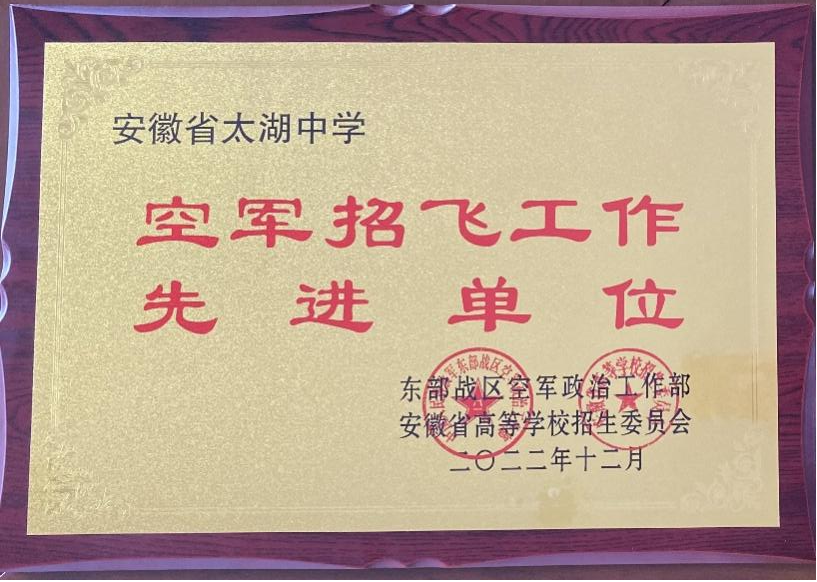 安徽省太湖中学
空军招飞工作
先进单位
东部战区空军政治工作部
安徽省高等学校招生委员会
二〇二二年十二月